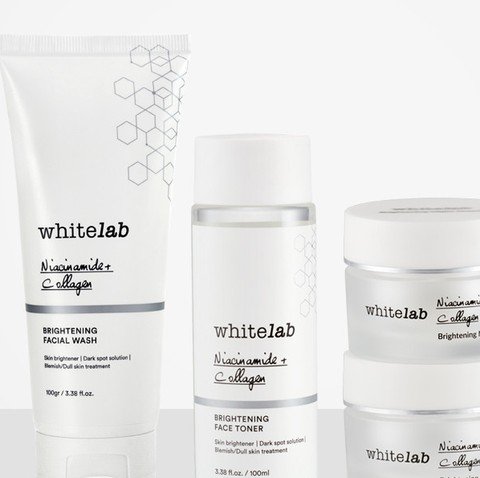 whitelab
Niacinamide +
Collagen
BRIGHTENING
FACIAL WASH
Skin brightener | Dark spot solution |
Blemish/Dull skin treatment
100gr / 3.38 fl.oz.
whitelab
Niacinamide +
Collagen
BRIGHTENING
FACE TONER
Skin brightener | Dark spot solution |
Blemish/Dull skin treatment
3.38 fl.oz. / 100ml
whitelab
Collagen
Brightening
whitelab
Collagen